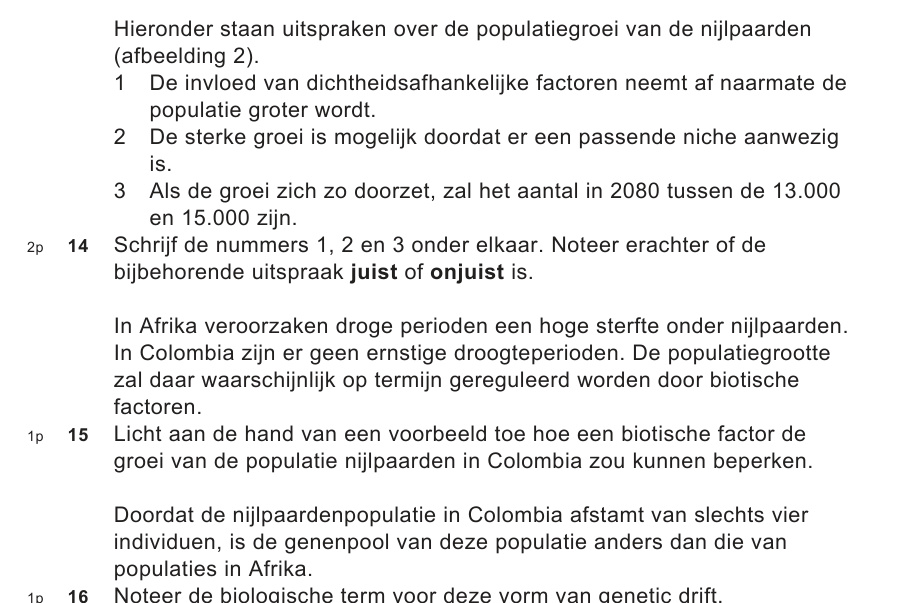 Hieronder staan uitspraken over de populatiegroei van de nijlpaarden
(afbeelding 2).
1 De invloed van dichtheidsafhankelijke factoren neemt af naarmate de
populatie groter wordt.
2 De sterke groei is mogelijk doordat er een passende niche aanwezig
is.
3 Als de groei zich zo doorzet, zal het aantal in 2080 tussen de 13.000
en 15.000 zijn.
2p 14 Schrijf de nummers 1, 2 en 3 onder elkaar. Noteer erachter of de
bijbehorende uitspraak juist of onjuist is.
In Afrika veroorzaken droge perioden een hoge sterfte onder nijlpaarden.
In Colombia zijn er geen ernstige droogteperioden. De populatiegrootte
zal daar waarschijnlijk op termijn gereguleerd worden door biotische
factoren.
1p 15 Licht aan de hand van een voorbeeld toe hoe een biotische factor de
groei van de populatie nijlpaarden in Colombia zou kunnen beperken.
Doordat de nijlpaardenpopulatie in Colombia afstamt van slechts vier
individuen, is de genenpool van deze populatie anders dan die van
populaties in Afrika.
1p 16 Noteer de biologische term voor deze vorm van genetic drift.